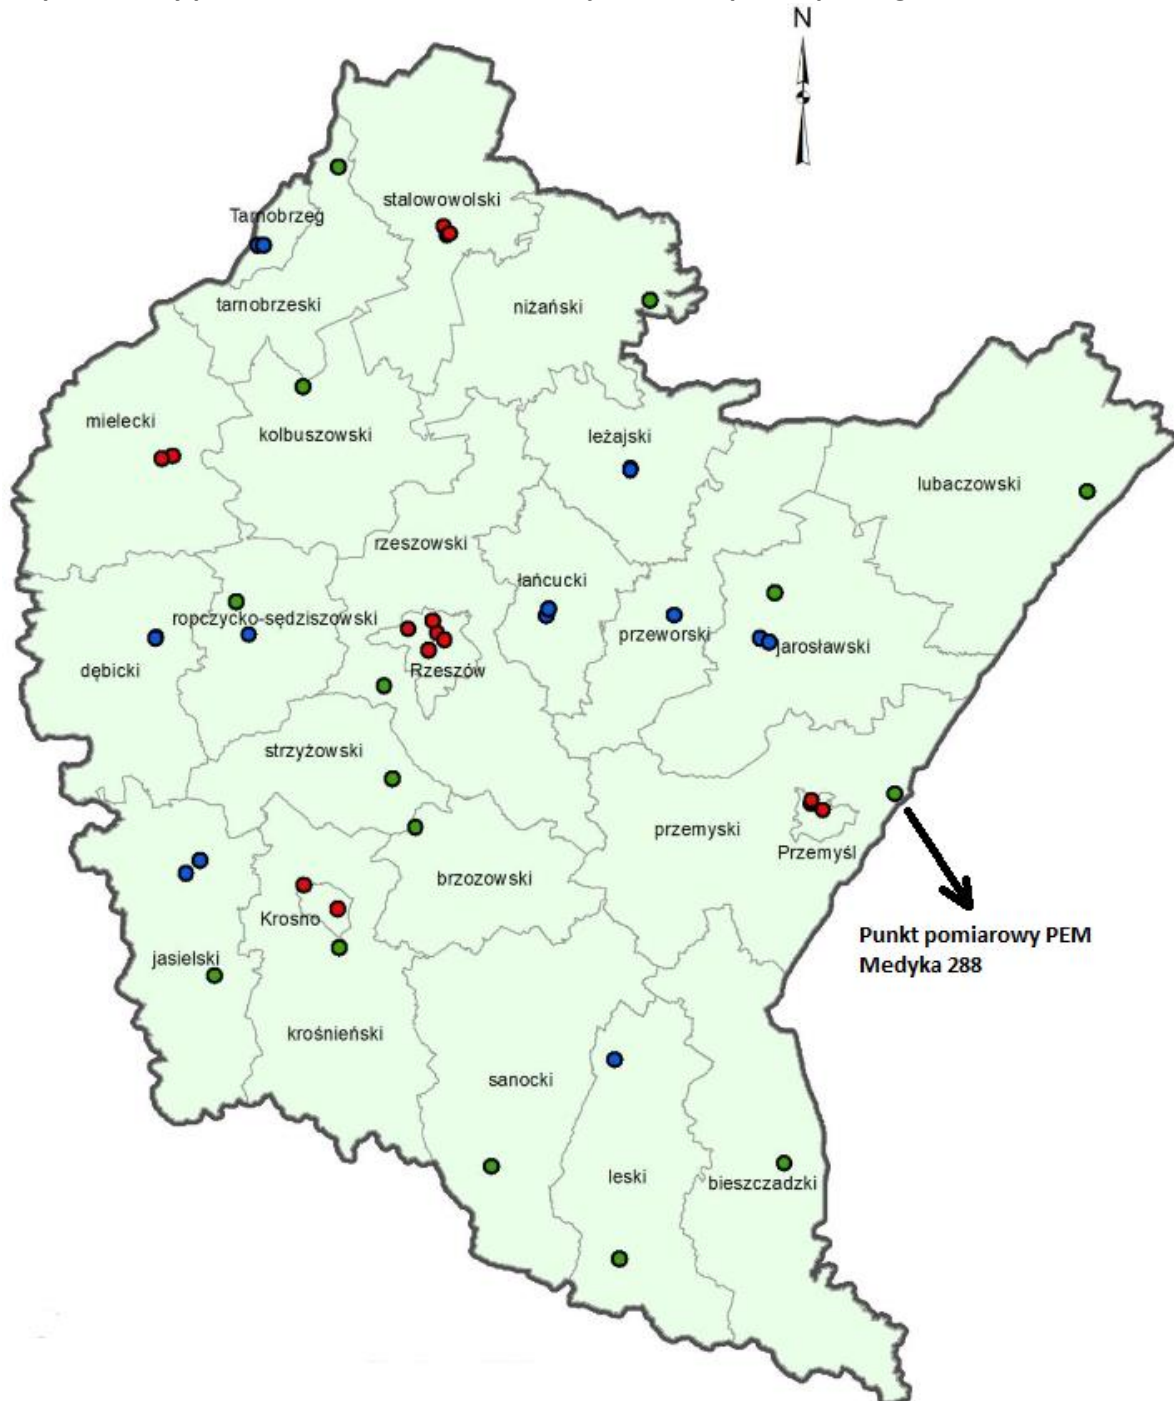 N
stalowowolski
Tarnobrzeg
tarnobrzeski
niżański
mielecki
kolbuszowski
leżajski
lubaczowski
rzeszowski
łańcucki
ropczycko-sędziszowski
przeworski
jarosławski
dębicki
Rzeszów
strzyżowski
przemyski
Przemyśl
brzozowski
Krosno
Punkt pomiarowy PEM
Medyka 288
jasielski
krośnieński
sanocki
leski
bieszczadzki